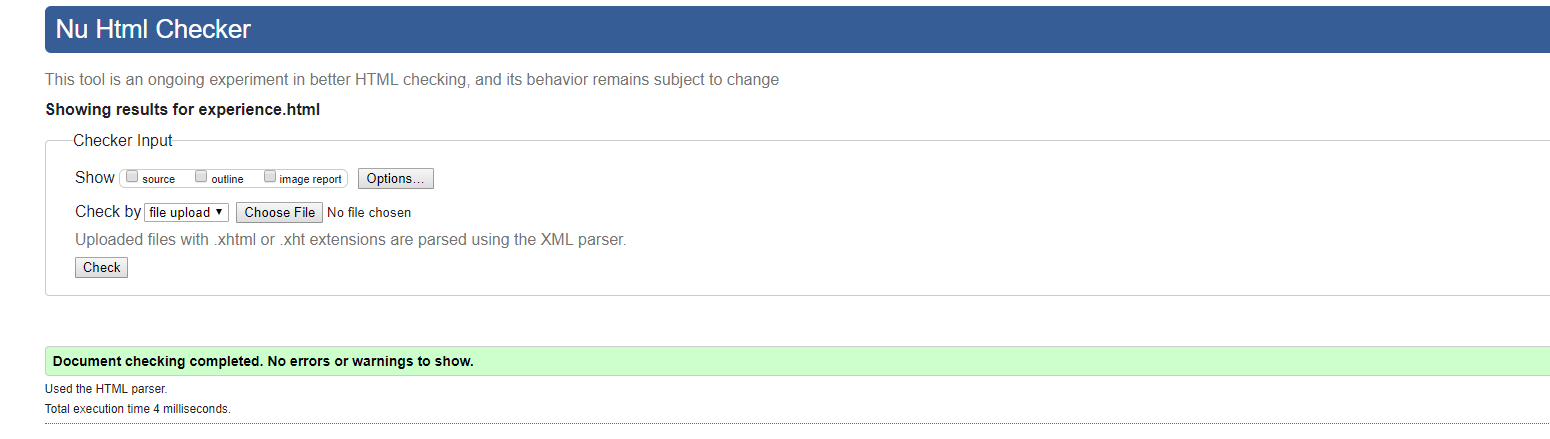 Nu Html Checker
This tool is an ongoing experiment in better HTML checking, and its behavior remains subject to change
Showing results for experience.html
Checker Input
Show source outline image report Options...
Check by file upload Choose File No file chosen
Uploaded files with .xhtml or .xht extensions are parsed using the XML parser.
Check
Document checking completed. No errors or warnings to show.
Used the HTML parser.
Total execution time 4 milliseconds.